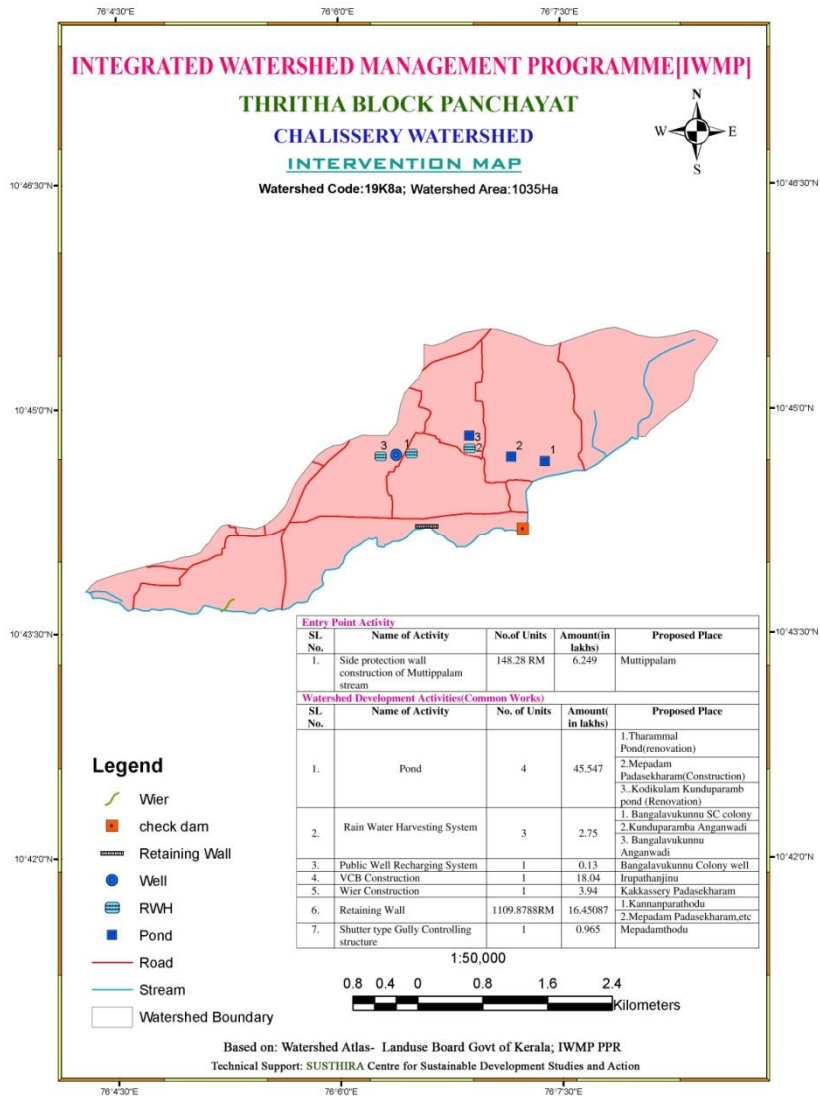 76°4'30"E 76°6'0"E 76°7'30"E
INTEGRATED WATERSHED MANAGEMENT PROGRAMME[IWMP]
THRITHA BLOCK PANCHAYAT
CHALISSERY WATERSHED
INTERVENTION MAP
Watershed Code:19K8a; Watershed Area:1035Ha
N
W E
S
10°46'30"N 10°46'30"N
10°45'0"N 10°45'0"N
3
3 1 2 2 1
10°43'30"N 10°43'30"N
Entry Point Activity
SL No. Name of Activity No.of Units Amount(in lakhs) Proposed Place
1. Side protection wall construction of Muttippalam stream 148.28 RM 6.249 Muttippalam
Watershed Development Activities(Common Works)
SL No. Name of Activity No. of Units Amount( in lakhs) Proposed Place
1. Pond 4 45.547 1.Tharammal Pond(renovation)
2.Mepadam Padasekharam(Construction)
3..Kodikulam Kunduparamb pond (Renovation)
2. Rain Water Harvesting System 3 2.75 1. Bangalavukunnu SC colony
2.Kunduparamba Anganwadi
3. Bangalavukunnu Anganwadi
3. Public Well Recharging System 1 0.13 Bangalavukunnu Colony well
4. VCB Construction 1 18.04 Irupathanjinu
5. Wier Construction 1 3.94 Kakkassery Padasekharam
6. Retaining Wall 1109.8788RM 16.45087 1.Kannanparathodu
2.Mepadam Padasekharam,etc
7. Shutter type Gully Controlling structure 1 0.965 Mepadamthodu
Legend
Wier
check dam
Retaining Wall
Well
RWH
Pond
Road
Stream
Watershed Boundary
10°42'0"N 10°42'0"N
1:50,000
0.8 0.4 0 0.8 1.6 2.4
Kilometers
Based on: Watershed Atlas- Landuse Board Govt of Kerala; IWMP PPR
Technical Support: SUSTHIRA Centre for Sustainable Development Studies and Action
76°4'30"E 76°6'0"E 76°7'30"E